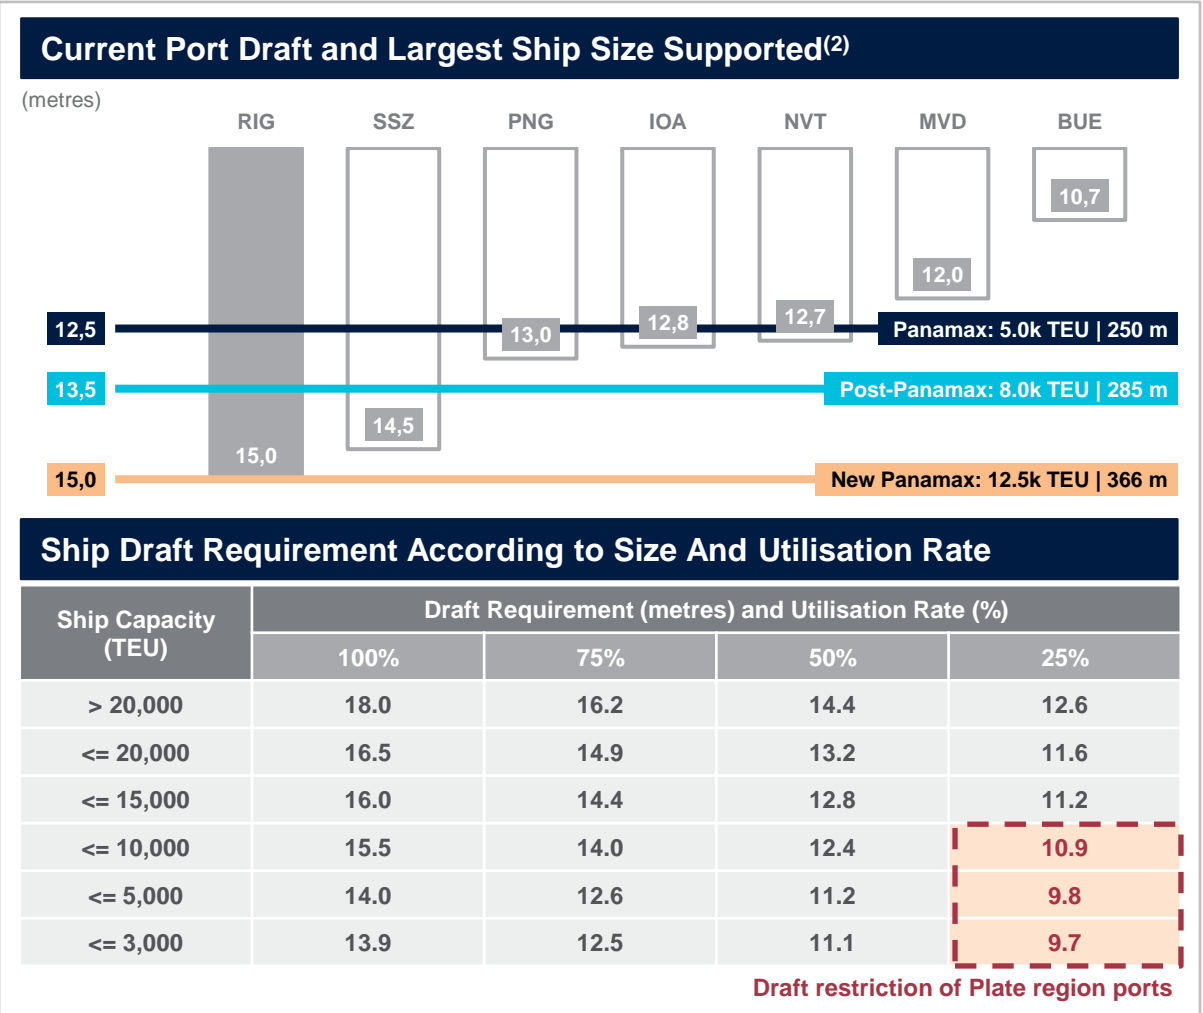 Current Port Draft and Largest Ship Size Supported(2)
(metres)
RIG SSZ PNG IOA NVT MVD BUE
10,7
12,0
12,5 13,0 12,8 12,7 Panamax: 5.0k TEU | 250 m
13,5 Post-Panamax: 8.0k TEU | 285 m
14,5
15,0
15,0 New Panamax: 12.5k TEU | 366 m
Ship Draft Requirement According to Size And Utilisation Rate
Ship Capacity (TEU) Draft Requirement (metres) and Utilisation Rate (%)
100% 75% 50% 25%
> 20,000 18.0 16.2 14.4 12.6
<= 20,000 16.5 14.9 13.2 11.6
<= 15,000 16.0 14.4 12.8 11.2
<= 10,000 15.5 14.0 12.4 10.9
<= 5,000 14.0 12.6 11.2 9.8
<= 3,000 13.9 12.5 11.1 9.7
Draft restriction of Plate region ports